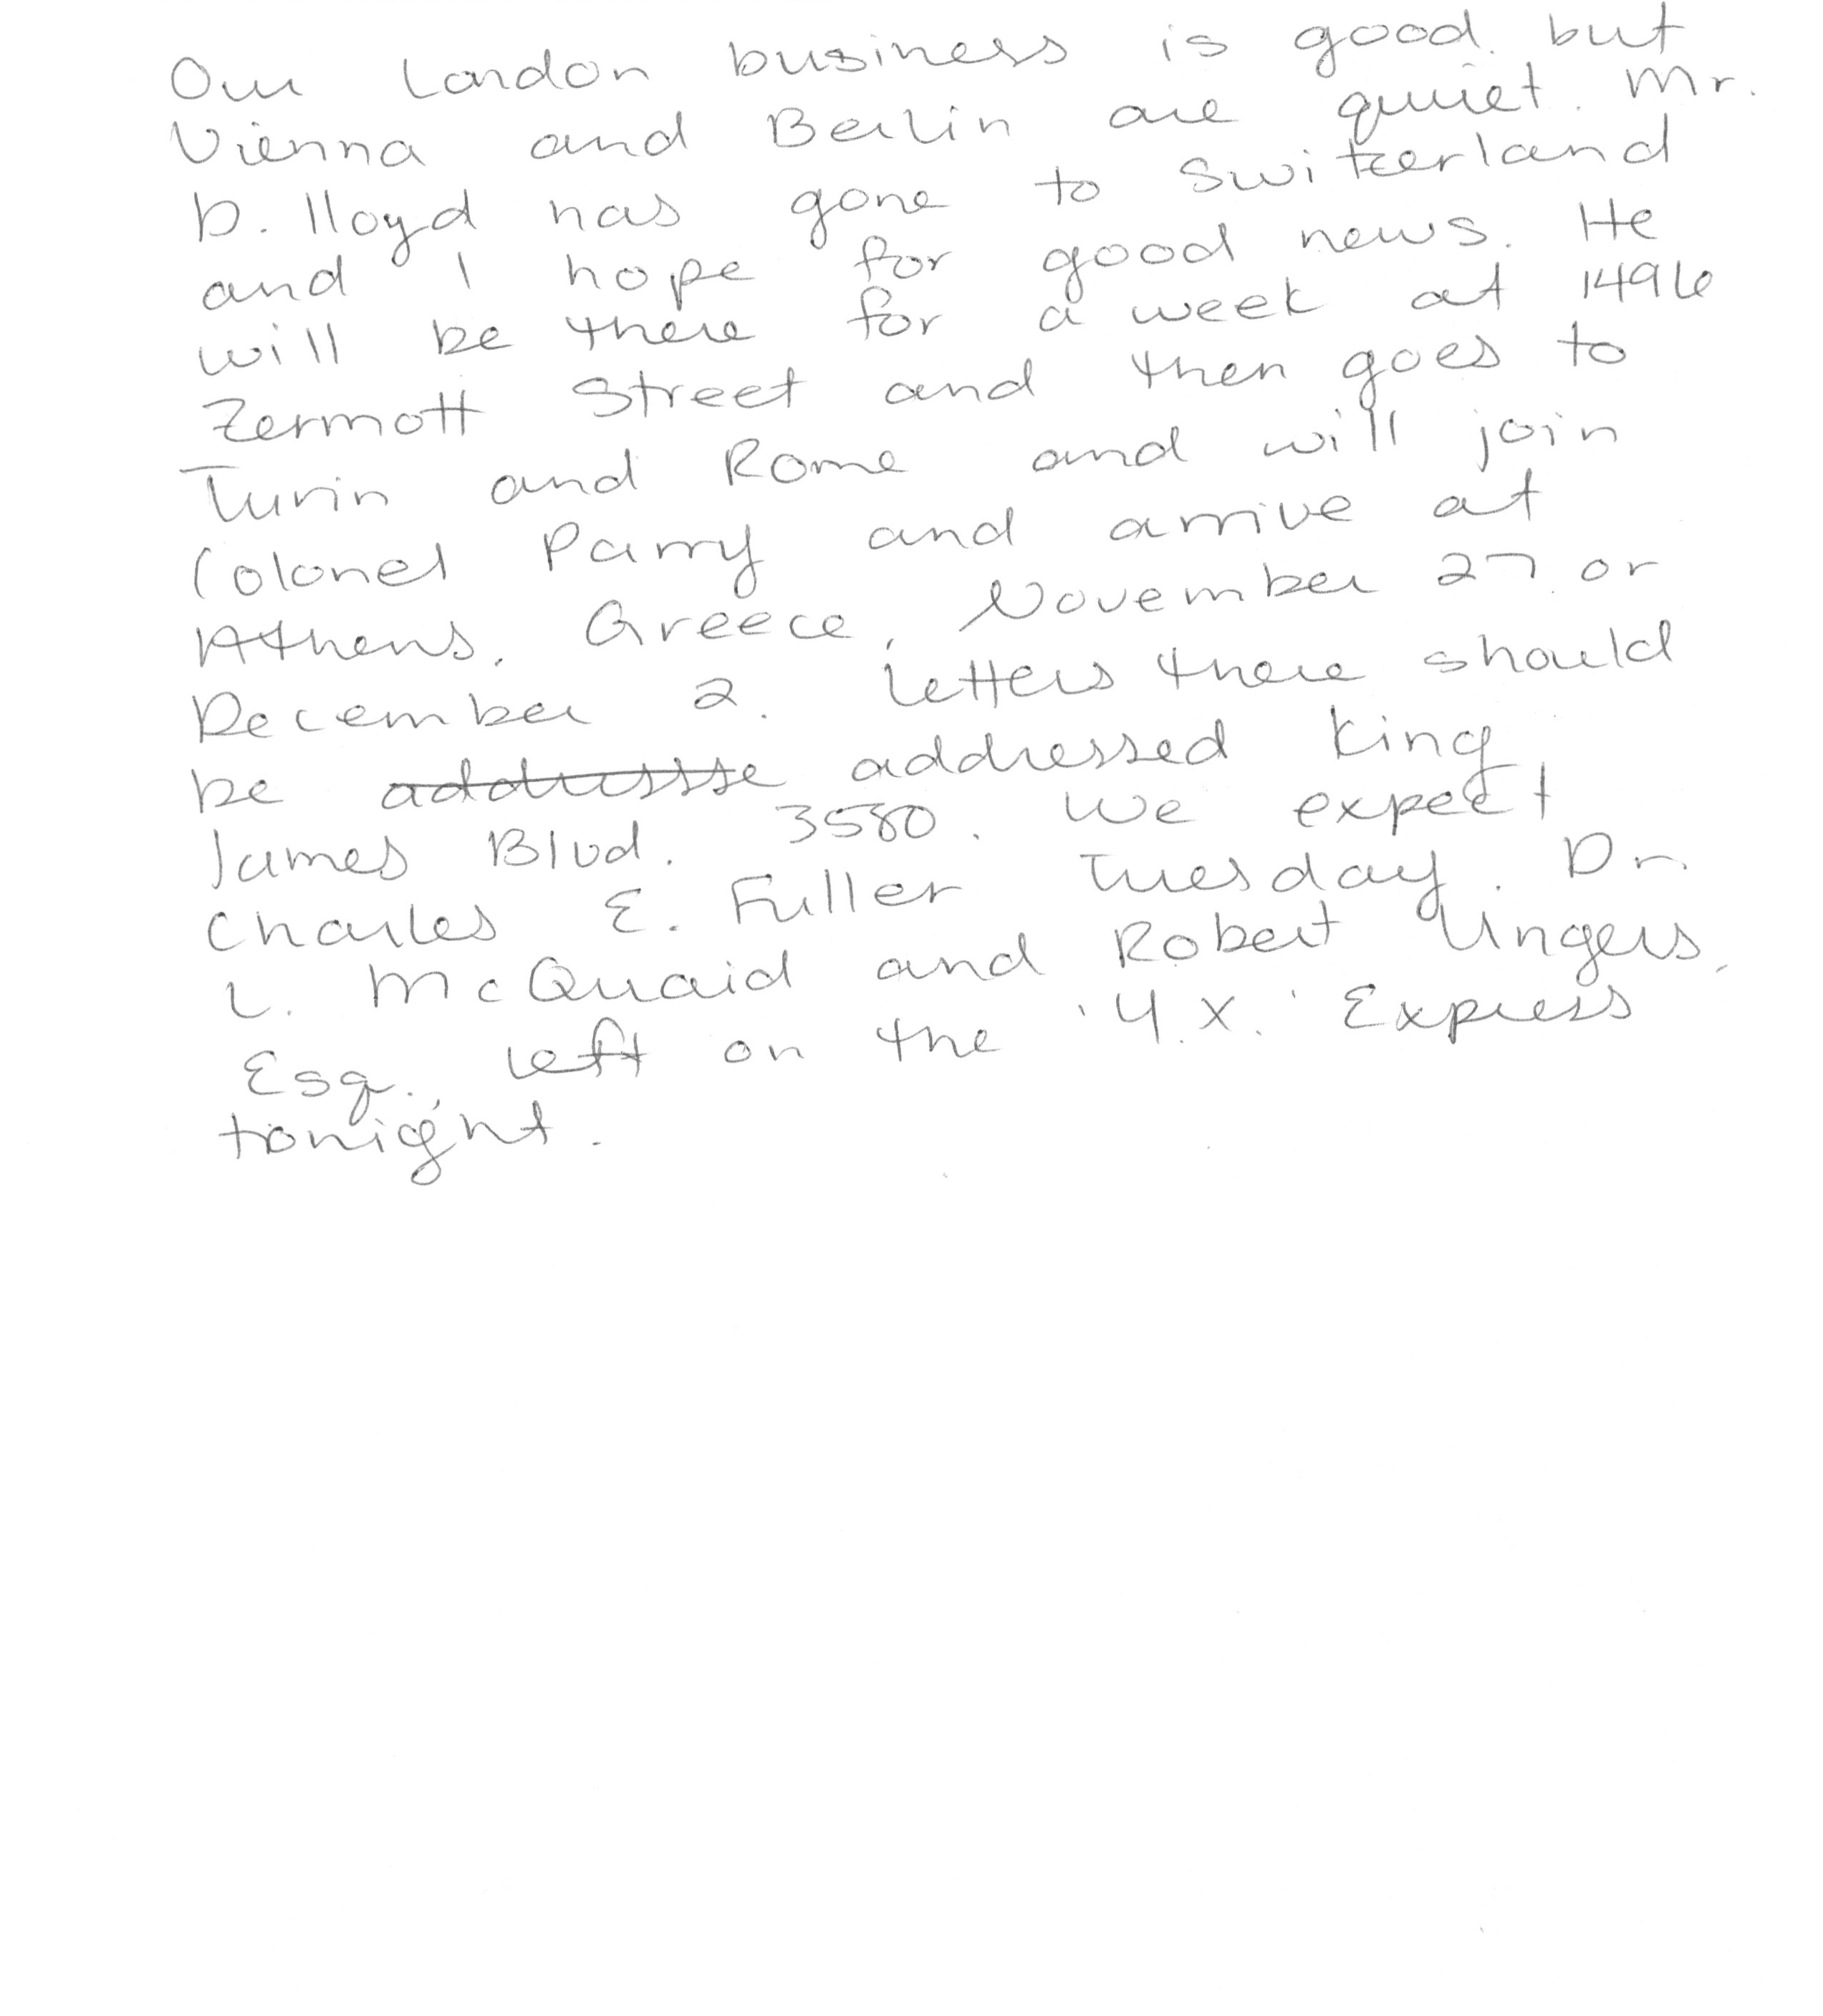 Our London business is good, but
Vienna and Berlin are quiet. Mr.
D. Lloyd has gone to Switzerland
and I hope for good news. He
will be there for a week at 1496
Zermott Street and then goes to
Turin and Rome and will join
Colonel Parry and arrive at
Athens, Greece, November 27 or
December 2. Letters there should
be addressse addressed King
James Blvd. 3580. We expect
Charles E. Fuller Tuesday. Dr.
L. McQuaid and Robert Ungers,
Esq., left on the 'Y.X.' Express
tonight.